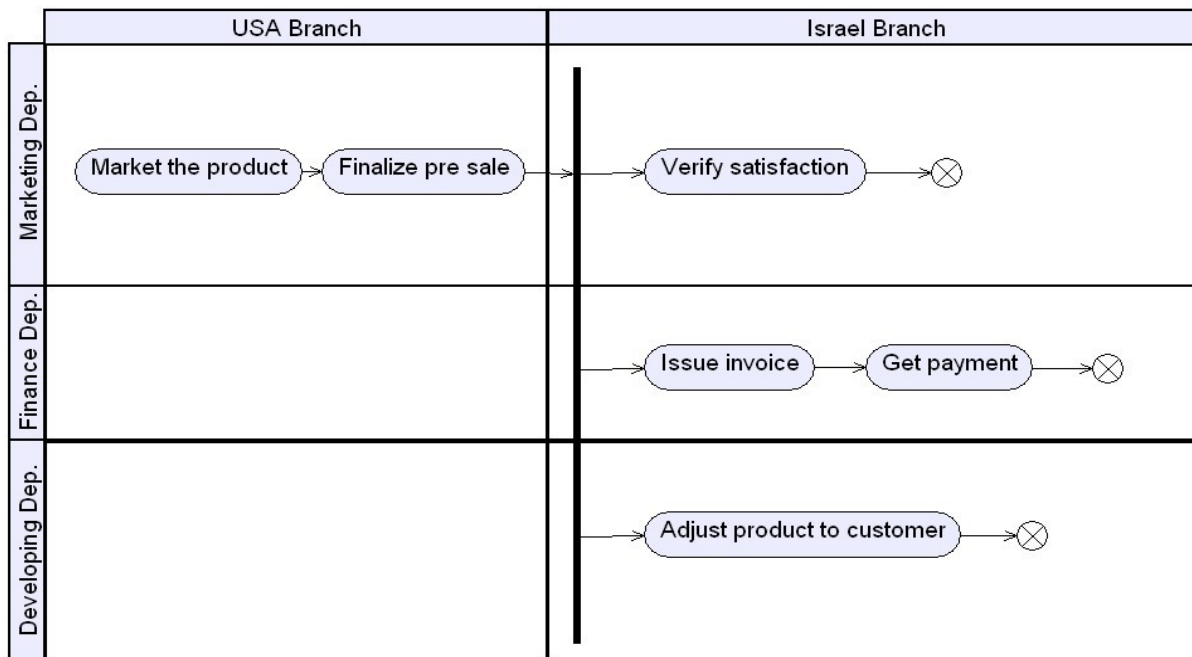 USA Branch
Israel Branch
Marketing Dep.
Market the product
Finalize pre sale
Verify satisfaction
Finance Dep.
Issue invoice
Get payment
Developing Dep.
Adjust product to customer